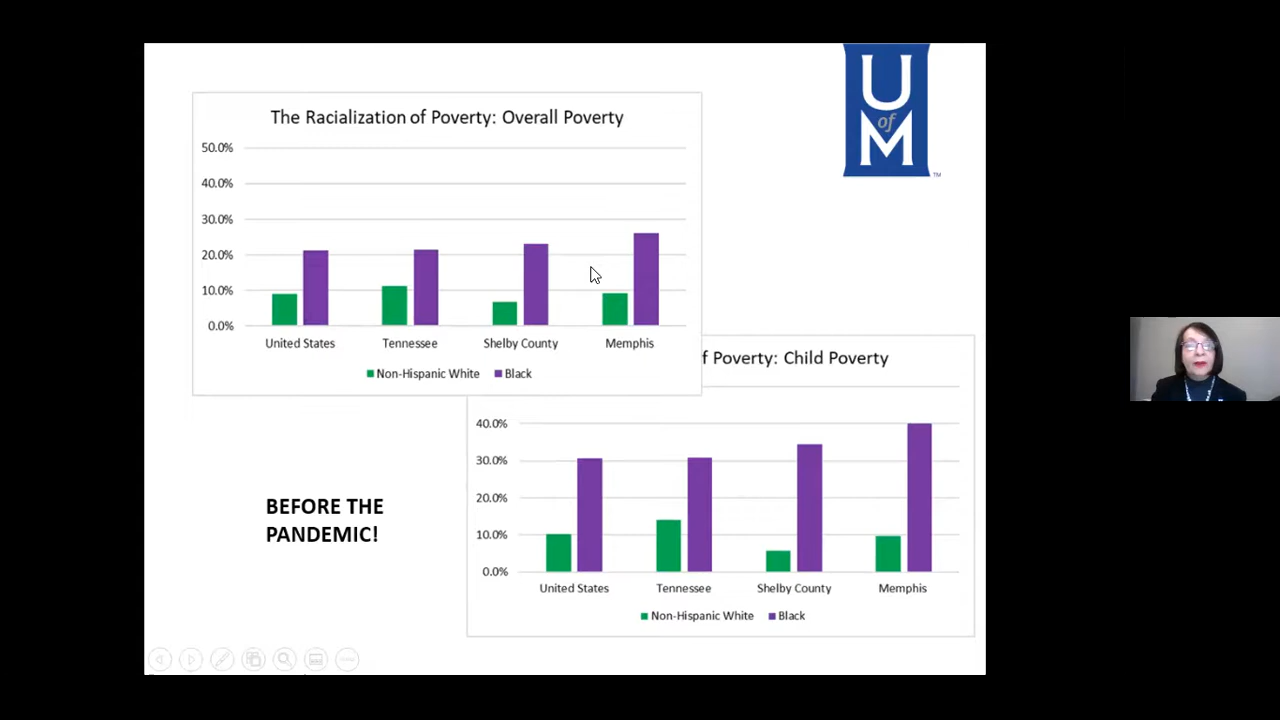 U
of
M
TM
The Racialization of Poverty: Overall Poverty
50.0%
40.0%
30.0%
20.0%
10.0%
0.0%
United States Tennessee Shelby County Memphis
Non-Hispanic White Black
f Poverty: Child Poverty
40.0%
30.0%
20.0%
10.0%
0.0%
United States Tennessee Shelby County Memphis
Non-Hispanic White Black
BEFORE THE
PANDEMIC!